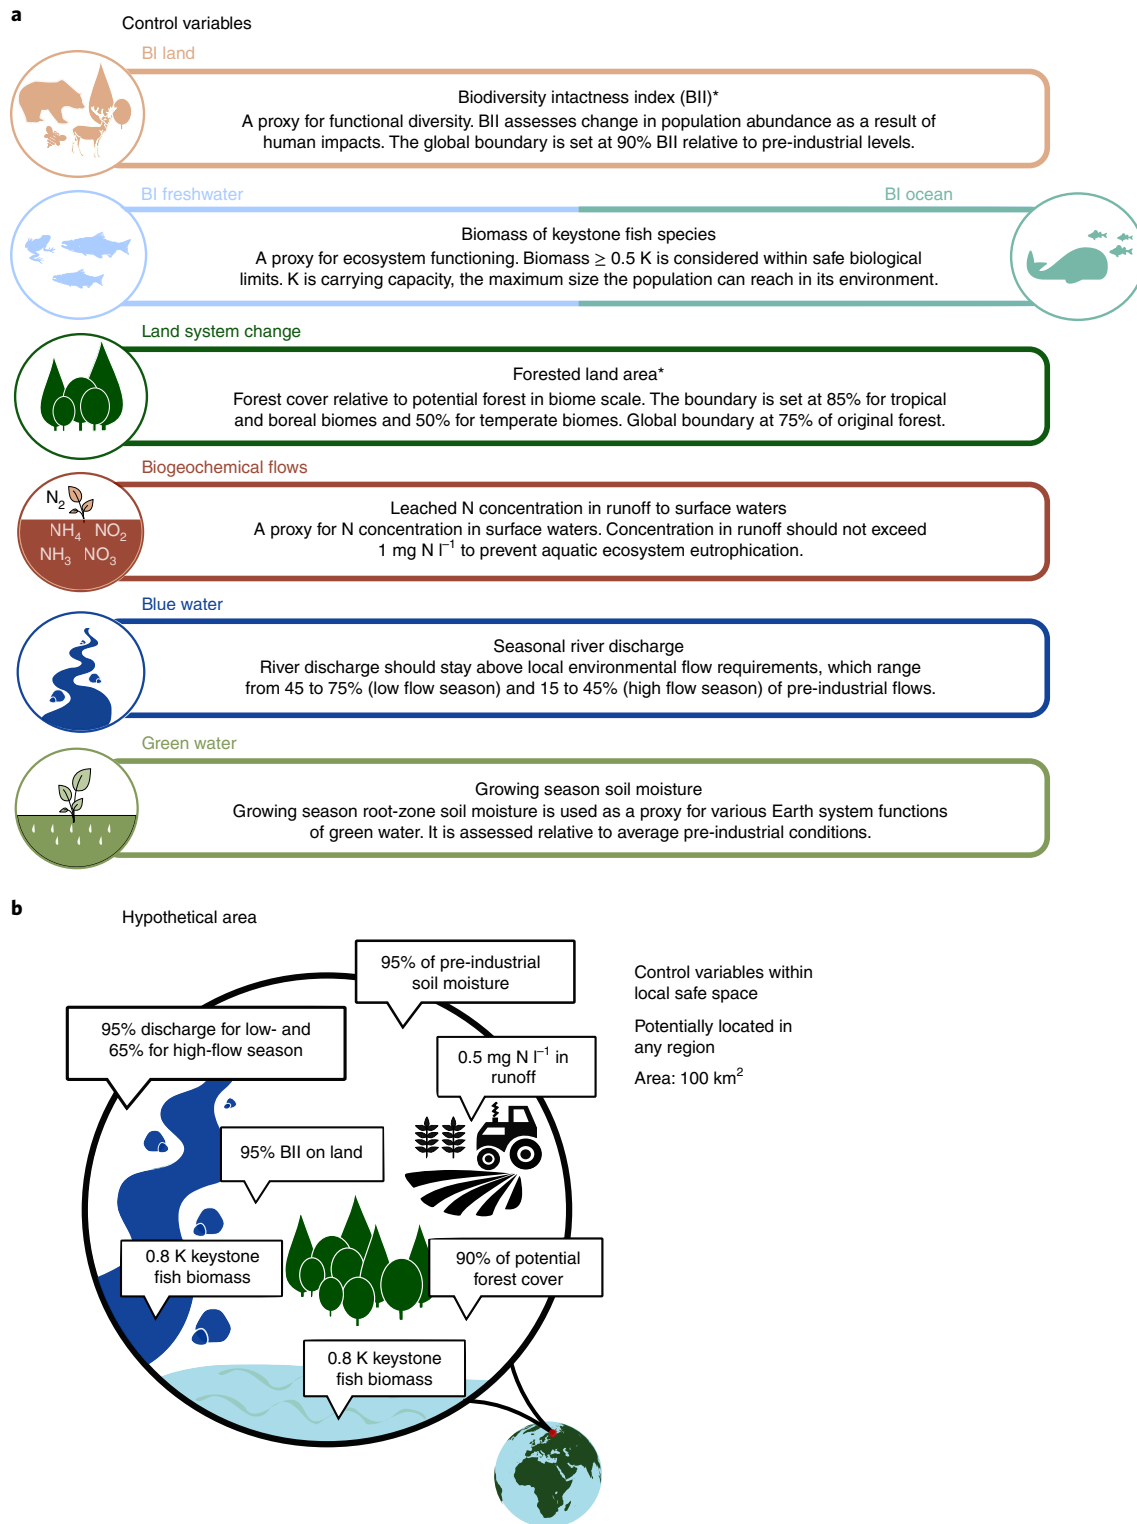 a
Control variables
BI land
Biodiversity intactness index (BII)*
A proxy for functional diversity. BII assesses change in population abundance as a result of
human impacts. The global boundary is set at 90% BII relative to pre-industrial levels.
BI freshwater
BI ocean
Biomass of keystone fish species
A proxy for ecosystem functioning. Biomass ≥ 0.5 K is considered within safe biological
limits. K is carrying capacity, the maximum size the population can reach in its environment.
Land system change
Forested land area*
Forest cover relative to potential forest in biome scale. The boundary is set at 85% for tropical
and boreal biomes and 50% for temperate biomes. Global boundary at 75% of original forest.
Biogeochemical flows
N₂
NH₄ NO₂
NH₃ NO₃
Leached N concentration in runoff to surface waters
A proxy for N concentration in surface waters. Concentration in runoff should not exceed
1 mg N l⁻¹ to prevent aquatic ecosystem eutrophication.
Blue water
Seasonal river discharge
River discharge should stay above local environmental flow requirements, which range
from 45 to 75% (low flow season) and 15 to 45% (high flow season) of pre-industrial flows.
Green water
Growing season soil moisture
Growing season root-zone soil moisture is used as a proxy for various Earth system functions
of green water. It is assessed relative to average pre-industrial conditions.
b
Hypothetical area
95% of pre-industrial
soil moisture
95% discharge for low- and
65% for high-flow season
0.5 mg N l⁻¹ in
runoff
95% BII on land
0.8 K keystone
fish biomass
90% of potential
forest cover
0.8 K keystone
fish biomass
Control variables within
local safe space
Potentially located in
any region
Area: 100 km²